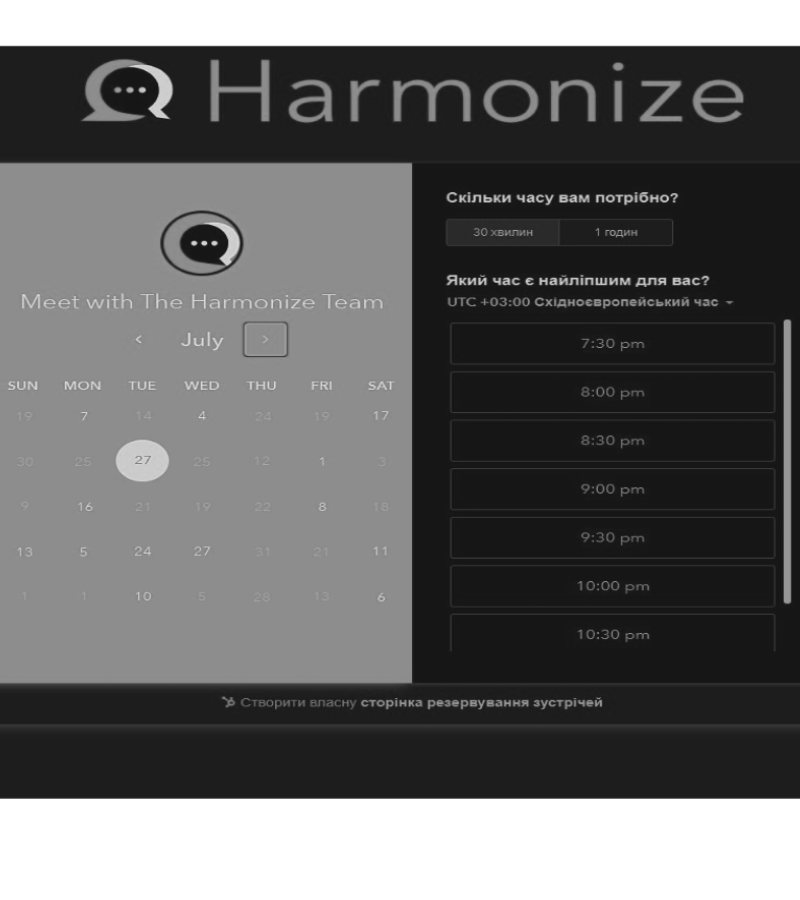 Harmonize
Meet with The Harmonize Team
July
SUN MON TUE WED THU FRI SAT
19 7 14 4 24 19 17
30 25 27 25 12 1 3
9 16 21 19 22 8 18
13 5 24 27 31 21 11
1 1 10 5 28 13 6
Скільки часу вам потрібно?
30 хвилин 1 годин
Який час є найліпшим для вас?
UTC +03:00 Східноєвропейський час
7:30 pm
8:00 pm
8:30 pm
9:00 pm
9:30 pm
10:00 pm
10:30 pm
Створити власну сторінка резервування зустрічей